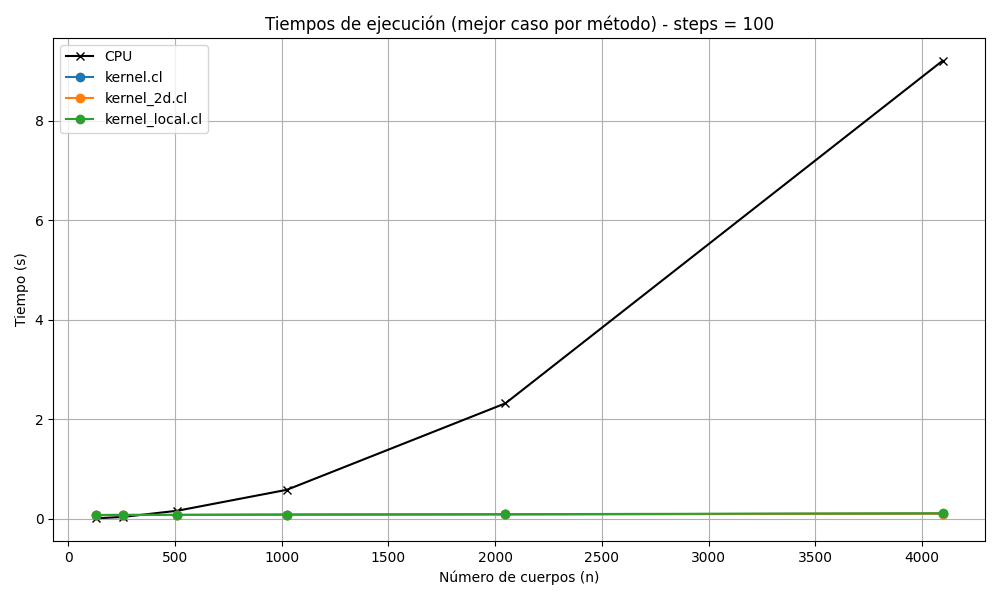 Tiempos de ejecución (mejor caso por método) - steps = 100
CPU
kernel.cl
kernel_2d.cl
kernel_local.cl
Tiempo (s)
8
6
4
2
0
0 500 1000 1500 2000 2500 3000 3500 4000
Número de cuerpos (n)